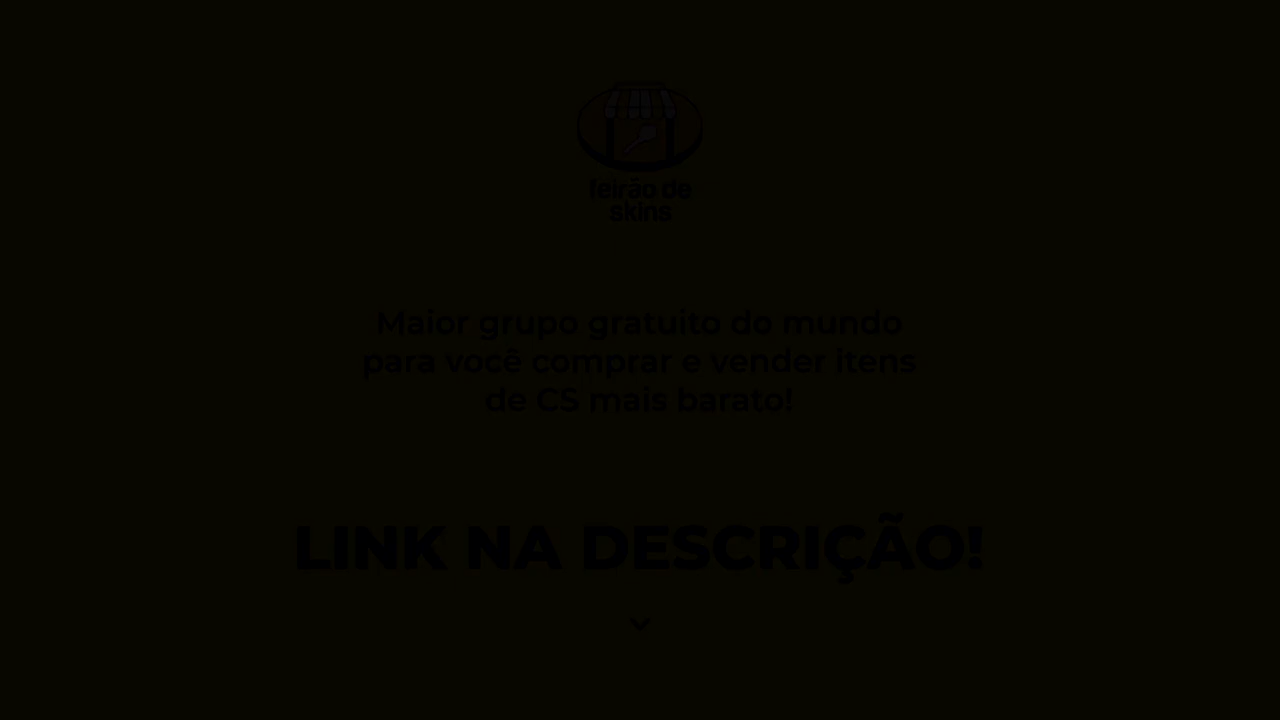 feirão de
skins
Maior grupo gratuito do mundo
para você comprar e vender itens
de CS mais barato!
LINK NA DESCRIÇÃO!